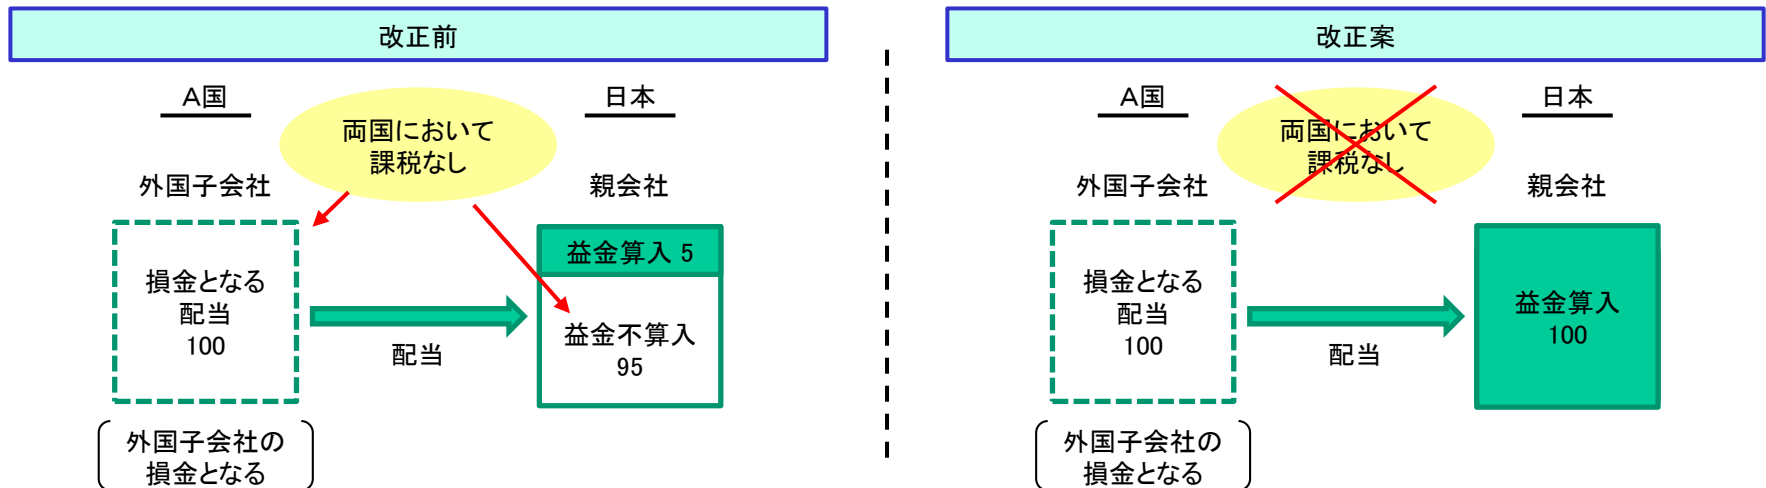 改正前
A国
日本
両国において
課税なし
外国子会社
親会社
益金算入 5
損金となる
配当
100
益金不算入
95
配当
外国子会社の
損金となる
改正案
A国
日本
両国において
課税なし
外国子会社
親会社
損金となる
配当
100
益金算入
100
配当
外国子会社の
損金となる